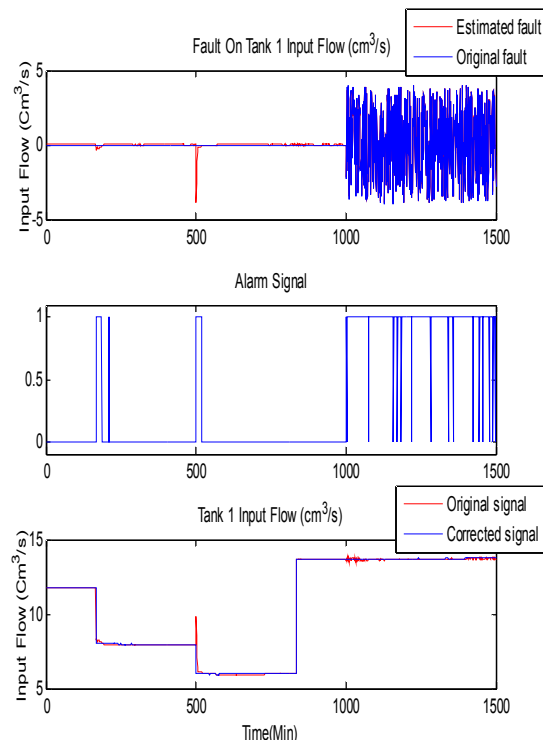 Estimated fault
Original fault
Fault On Tank 1 Input Flow (cm³/s)
Input Flow (Cm³/s)
5
0
-5
0
500
1000
1500
Alarm Signal
1
0.5
0
0
500
1000
1500
Original signal
Corrected signal
Tank 1 Input Flow (cm³/s)
Input Flow (Cm³/s)
15
10
5
0
500
1000
1500
Time(Min)